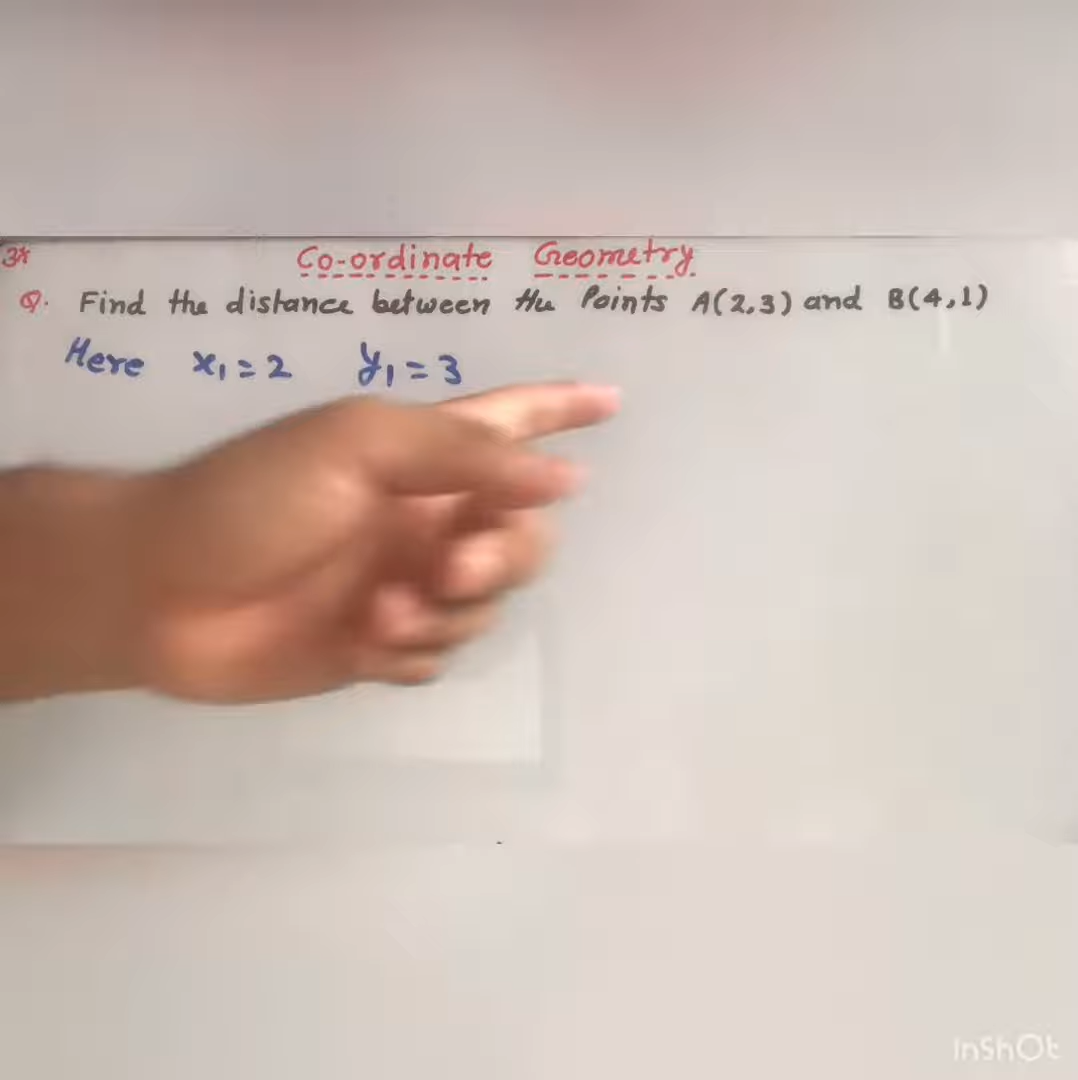 Co-ordinate Geometry
Q. Find the distance between the Points A(2,3) and B(4,1)
Here x₁=2 y₁=3
InShOt